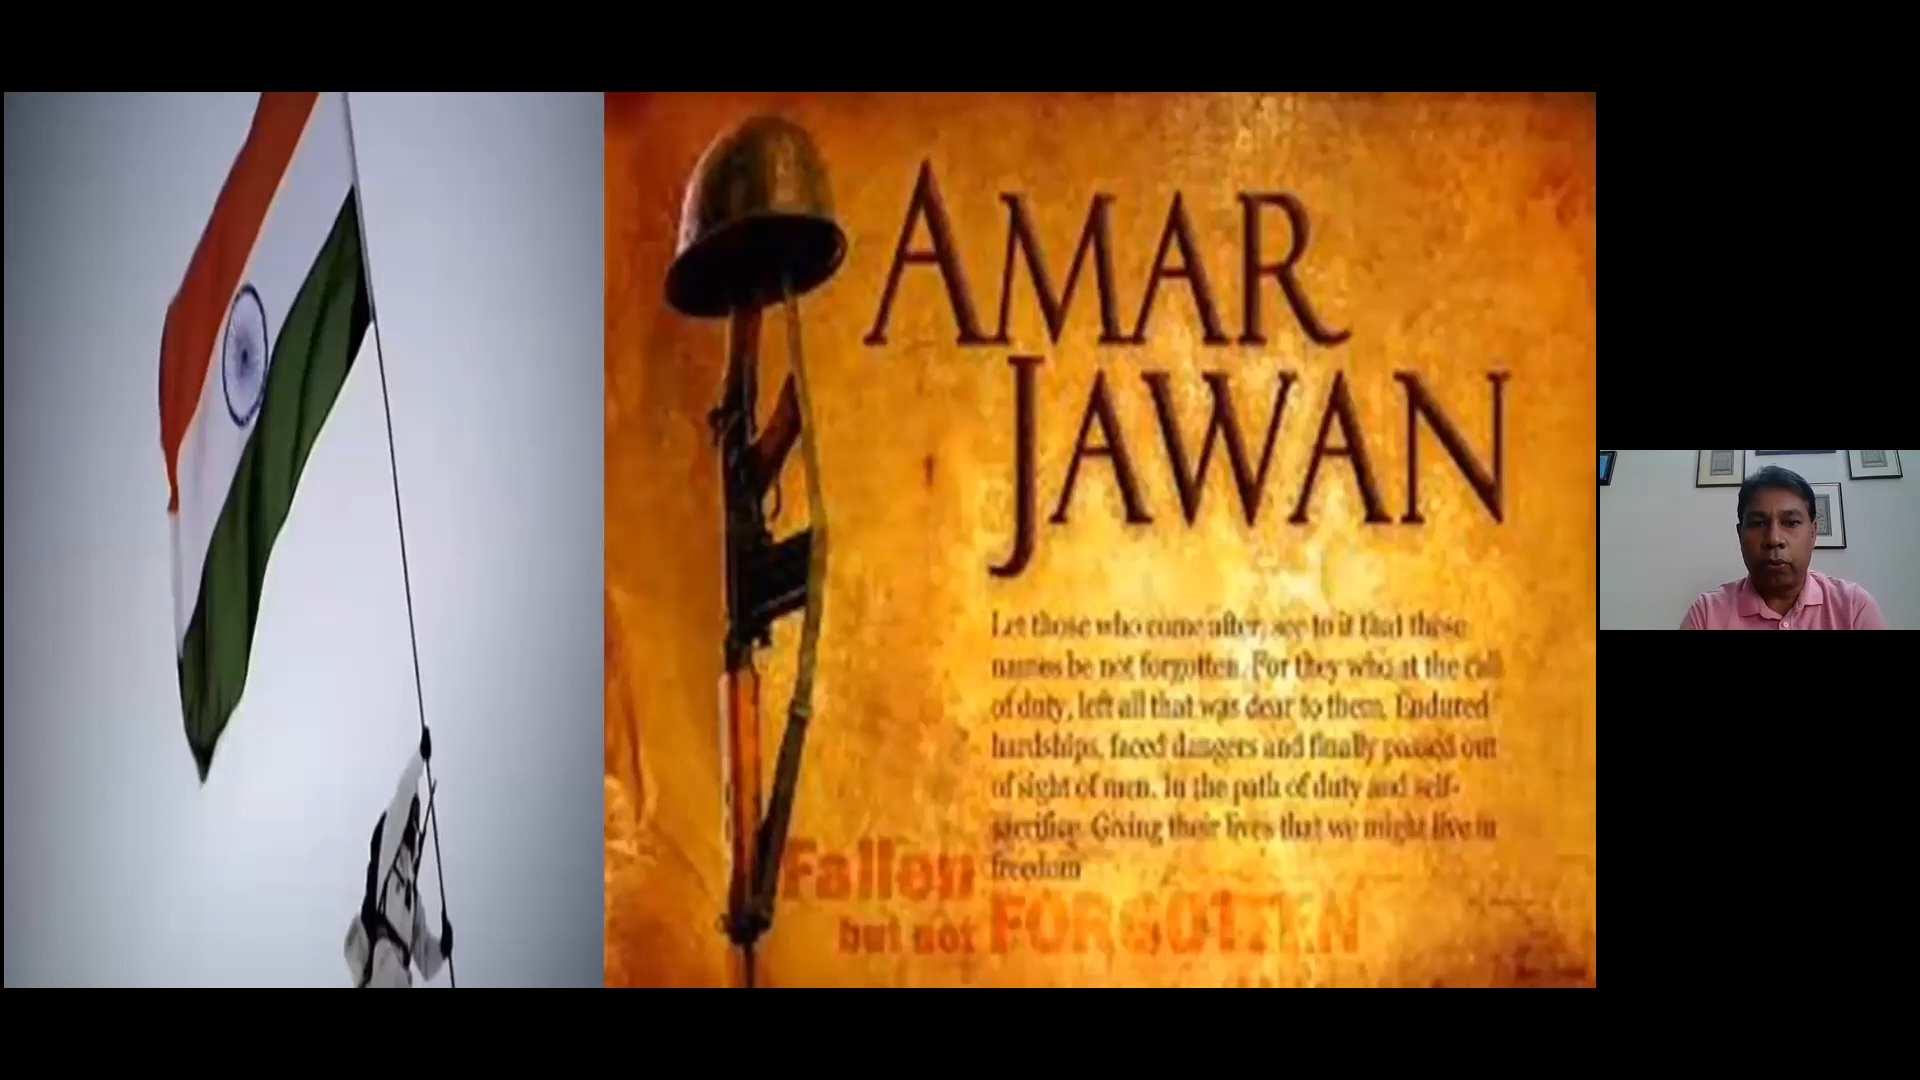 AMAR
JAWAN
Let those who come after, see to it that these
names be not forgotten. For they who at the call
of duty, left all that was dear to them. Endured
hardships, faced dangers and finally passed out
of sight of men. In the path of duty and self-
sacrifice. Giving their lives that we might live in
freedom
Fallen
but not FORGOTTEN